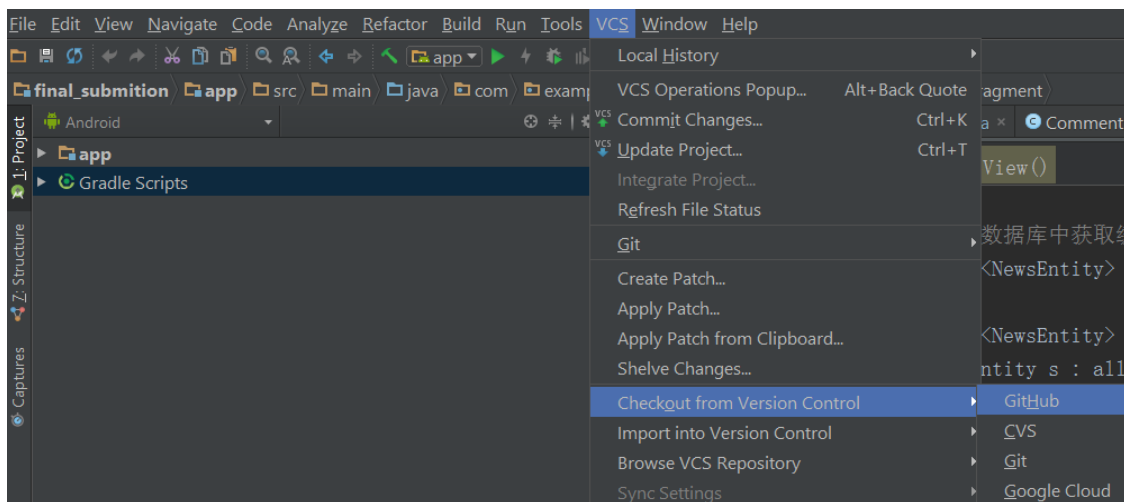 File Edit View Navigate Code Analyze Refactor Build Run Tools VCS Window Help
app
final_submition app src main java com examp
Android
1: Project
app
Gradle Scripts
Z: Structure
Captures
Local History
VCS Operations Popup... Alt+Back Quote
Commit Changes... Ctrl+K
Update Project... Ctrl+T
Integrate Project...
Refresh File Status
Git
Create Patch...
Apply Patch...
Apply Patch from Clipboard...
Shelve Changes...
Checkout from Version Control
Import into Version Control
Browse VCS Repository
Sync Settings
GitHub
CVS
Git
Google Cloud
ragment
a Comment
View()
数据库中获取
<NewsEntity>
<NewsEntity>
ntity s : all